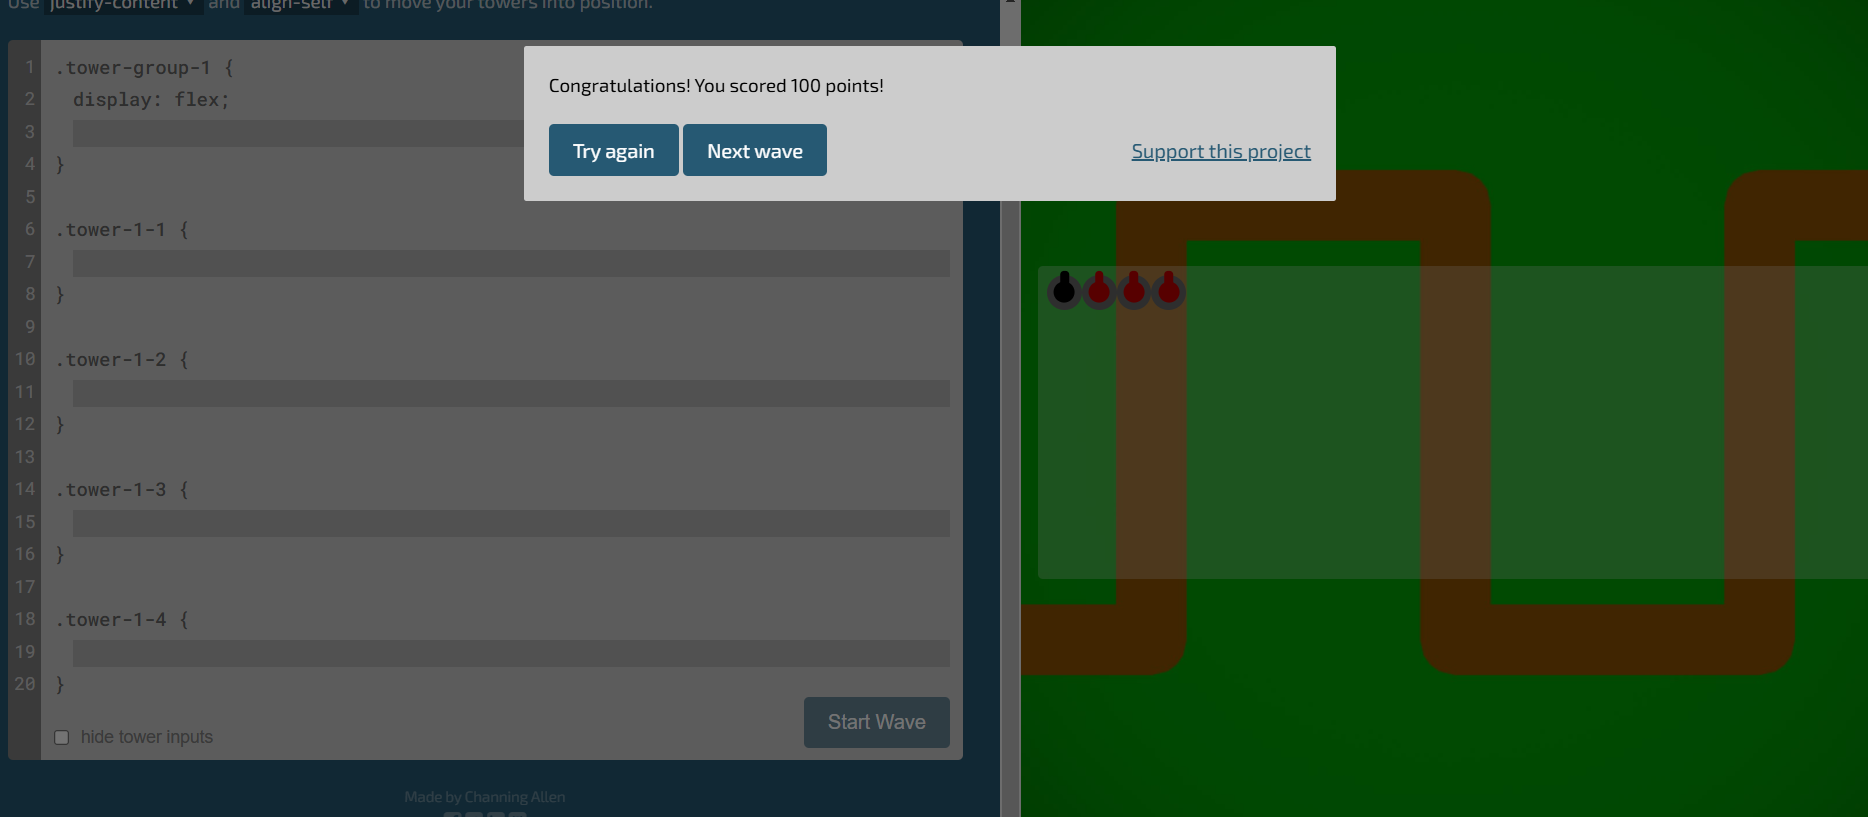 Use justify-content ▼ and align-self ▼ to move your towers into position.
1 .tower-group-1 {
2 display: flex;
3
4 }
5
6 .tower-1-1 {
7
8 }
9
10 .tower-1-2 {
11
12 }
13
14 .tower-1-3 {
15
16 }
17
18 .tower-1-4 {
19
20 }
hide tower inputs
Start Wave
Made by Channing Allen
Congratulations! You scored 100 points!
Try again
Next wave
Support this project